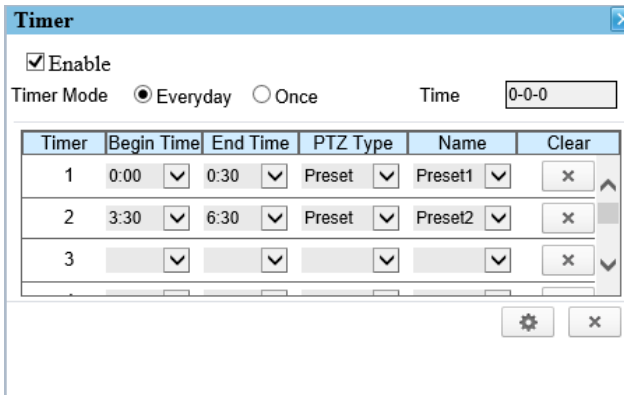 Timer
Enable
Timer Mode Everyday Once Time 0-0-0
Timer Begin Time End Time PTZ Type Name Clear
1 0:00 0:30 Preset Preset1
2 3:30 6:30 Preset Preset2
3